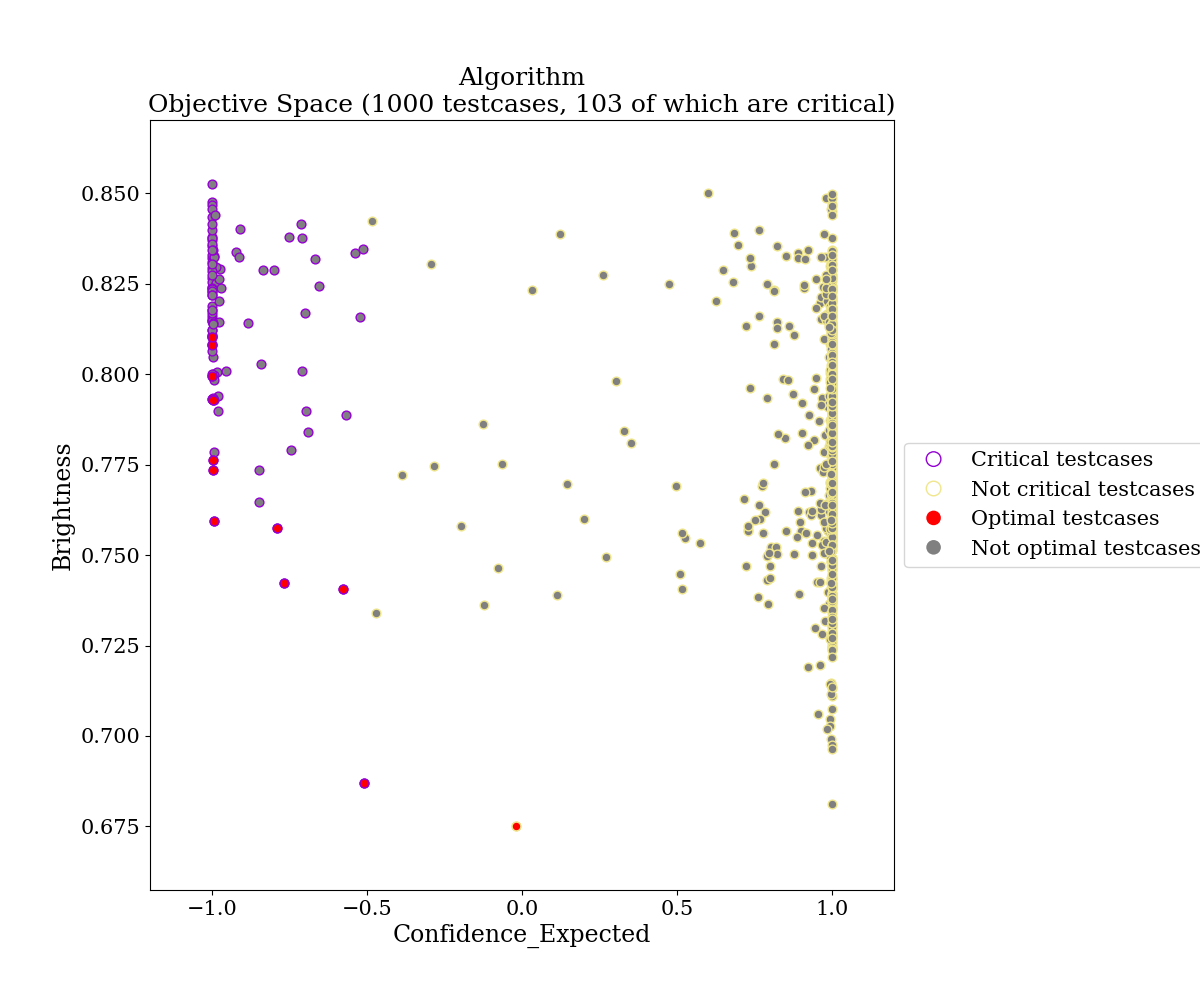 Algorithm
Objective Space (1000 testcases, 103 of which are critical)
0.850
0.825
0.800
0.775
0.750
0.725
0.700
0.675
Brightness
−1.0
−0.5
0.0
0.5
1.0
Confidence_Expected
Critical testcases
Not critical testcases
Optimal testcases
Not optimal testcases